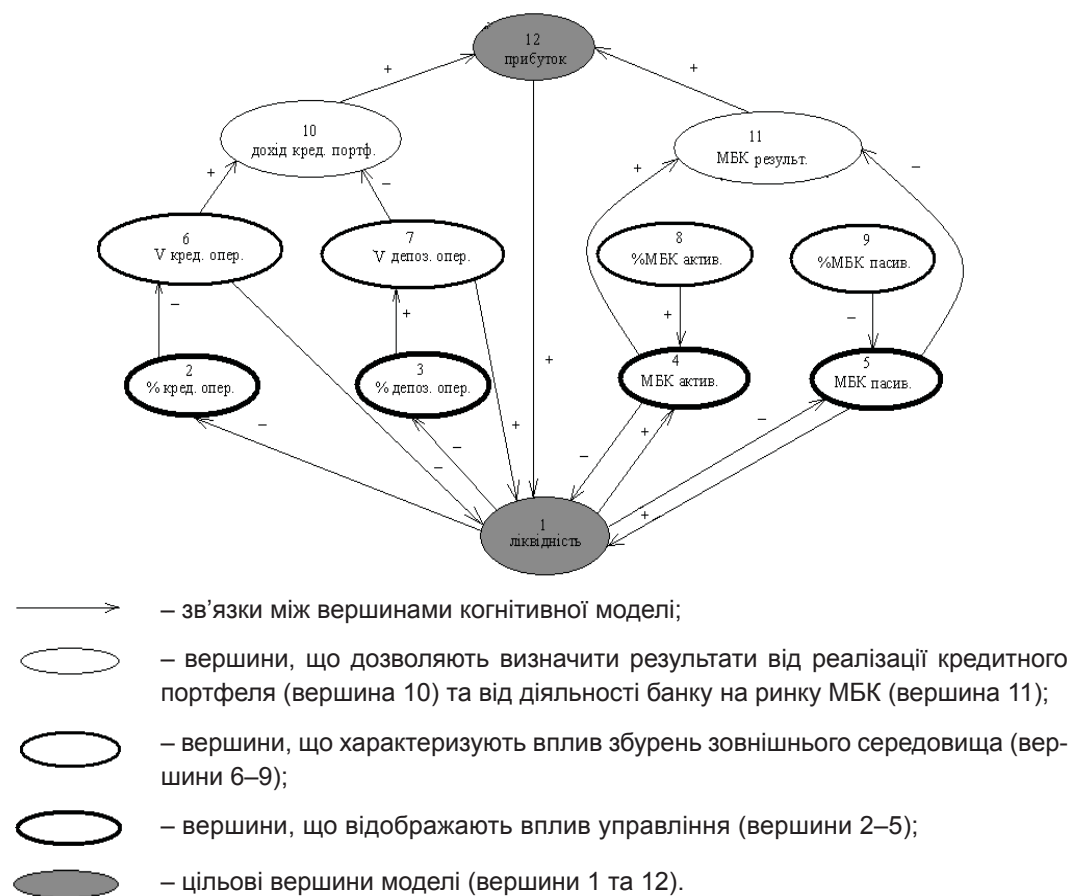 12
прибуток
+
+
10
дохід кред. портф.
11
МБК результ.
+
–
+
–
6
V кред. опер.
7
V депоз. опер.
8
%МБК актив.
9
%МБК пасив.
–
+
+
–
2
% кред. опер.
3
% депоз. опер.
+
4
МБК актив.
5
МБК пасив.
–
+
–
–
–
+
–
+
1
ліквідність
– зв’язки між вершинами когнітивної моделі;
– вершини, що дозволяють визначити результати від реалізації кредитного
портфеля (вершина 10) та від діяльності банку на ринку МБК (вершина 11);
– вершини, що характеризують вплив збурень зовнішнього середовища (вер-
шини 6–9);
– вершини, що відображають вплив управління (вершини 2–5);
– цільові вершини моделі (вершини 1 та 12).